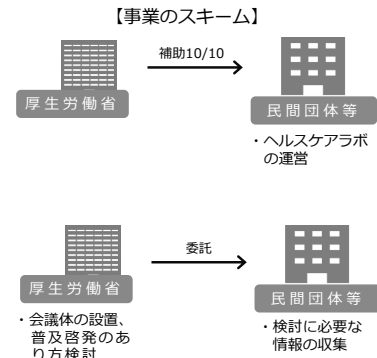 【事業のスキーム】
補助10/10
厚生労働省
民間団体等
・ヘルスケアラボ
の運営
委託
厚生労働省
民間団体等
・会議体の設置、
普及啓発のあ
り方検討
・検討に必要な
情報の収集